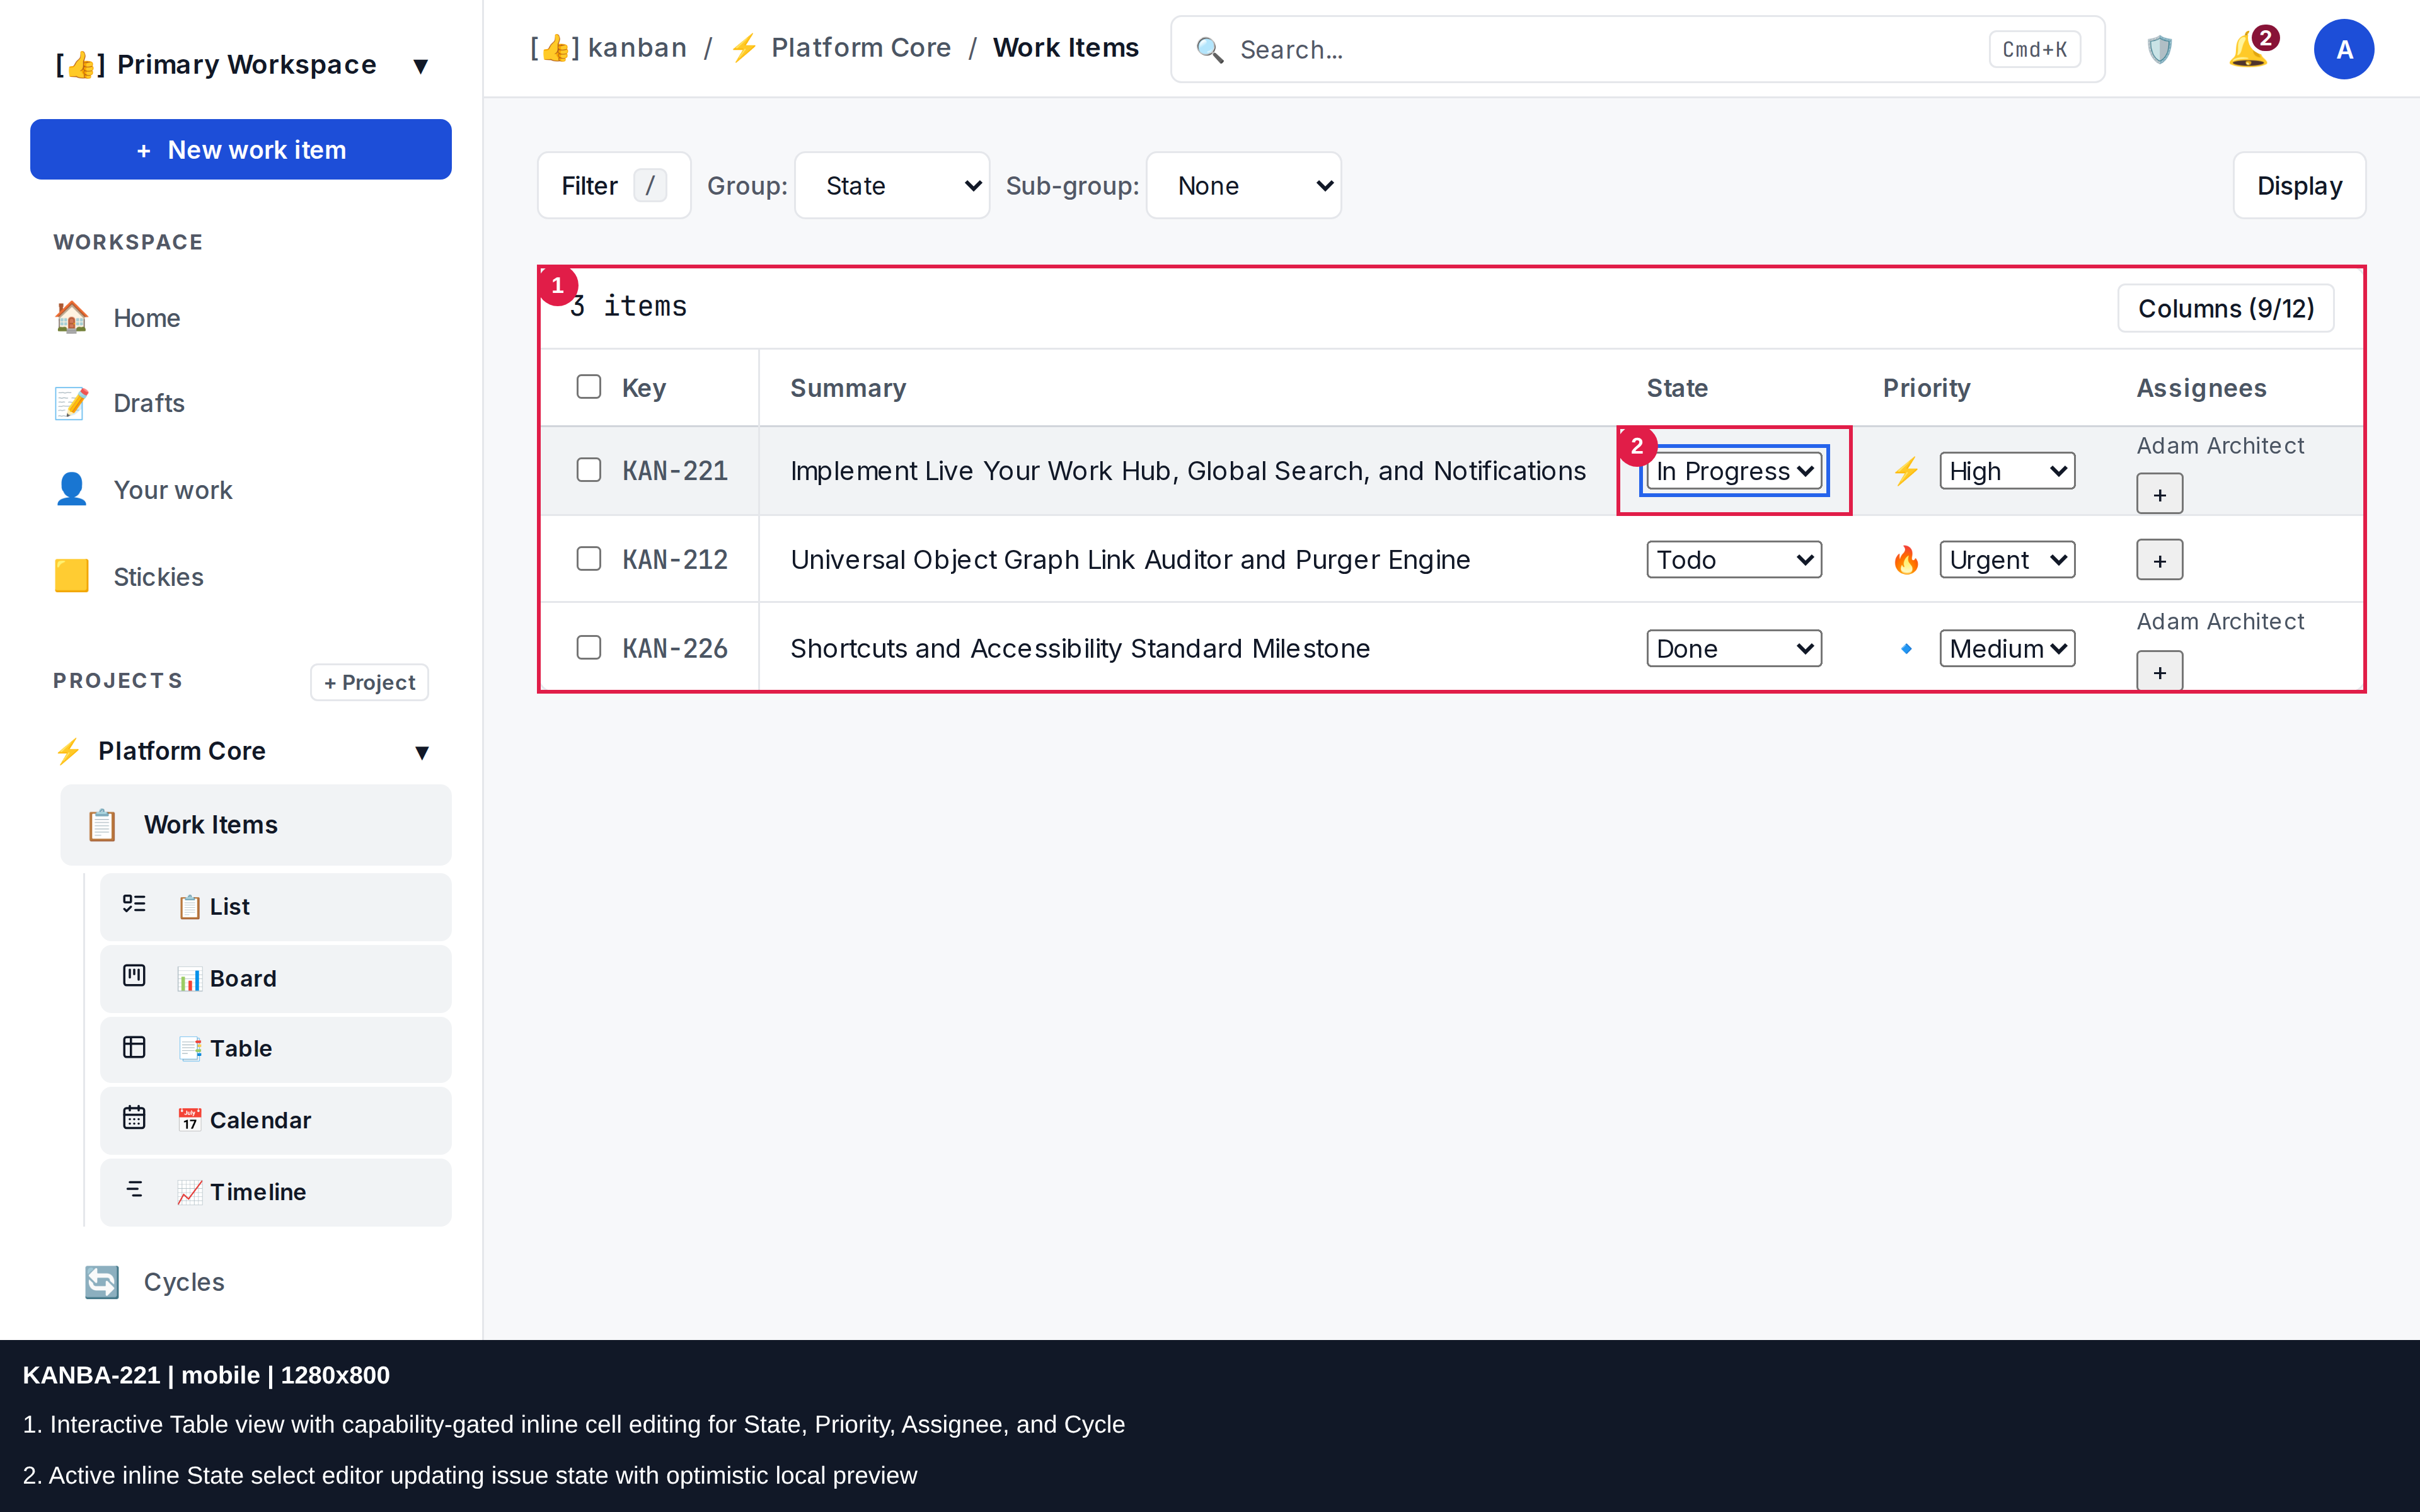 [👍] Primary Workspace ▼
+ New work item
WORKSPACE
🏠 Home
📝 Drafts
👤 Your work
🟨 Stickies
PROJECTS + Project
⚡ Platform Core ▼
📋 Work Items
📋 List
📊 Board
📑 Table
📅 Calendar
📈 Timeline
🔄 Cycles
[👍] kanban / ⚡ Platform Core / Work Items
🔍 Search... Cmd+K
🛡️ 🔔 2 A
Filter / Group: State Sub-group: None Display
1
3 items Columns (9/12)
Key Summary State Priority Assignees
KAN-221 Implement Live Your Work Hub, Global Search, and Notifications 2 In Progress ⚡ High Adam Architect +
KAN-212 Universal Object Graph Link Auditor and Purger Engine Todo 🔥 Urgent +
KAN-226 Shortcuts and Accessibility Standard Milestone Done 🔹 Medium Adam Architect +
KANBA-221 | mobile | 1280x800
1. Interactive Table view with capability-gated inline cell editing for State, Priority, Assignee, and Cycle
2. Active inline State select editor updating issue state with optimistic local preview